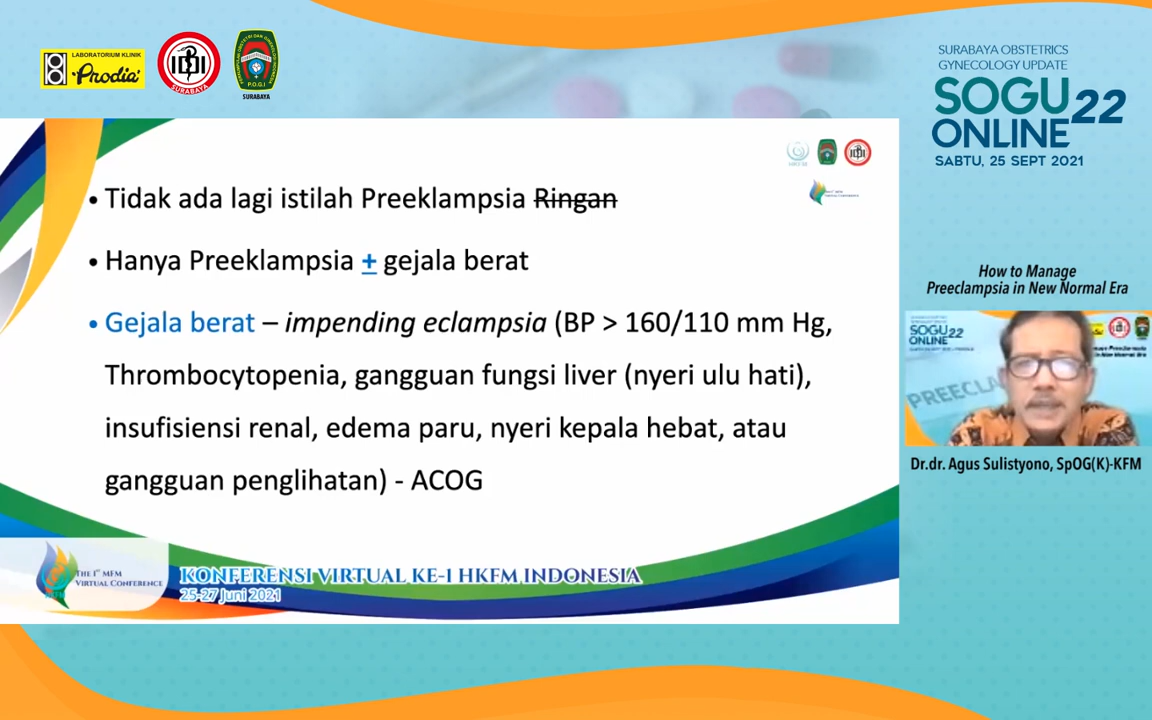 LABORATORIUM KLINIK
Prodia
IDI
SURABAYA
P.O.G.I
SURABAYA
SURABAYA OBSTETRICS
GYNECOLOGY UPDATE
SOGU 22
ONLINE
SABTU, 25 SEPT 2021
• Tidak ada lagi istilah Preeklampsia Ringan
• Hanya Preeklampsia ± gejala berat
• Gejala berat – impending eclampsia (BP > 160/110 mm Hg,
Thrombocytopenia, gangguan fungsi liver (nyeri ulu hati),
insufisiensi renal, edema paru, nyeri kepala hebat, atau
gangguan penglihatan) - ACOG
THE 1ST MFM
VIRTUAL CONFERENCE
KONFERENSI VIRTUAL KE-1 HKFM INDONESIA
25-27 Juni 2021
How to Manage
Preeclampsia in New Normal Era
SOGU 22
ONLINE
PREECLA
Dr.dr. Agus Sulistyono, SpOG(K)-KFM